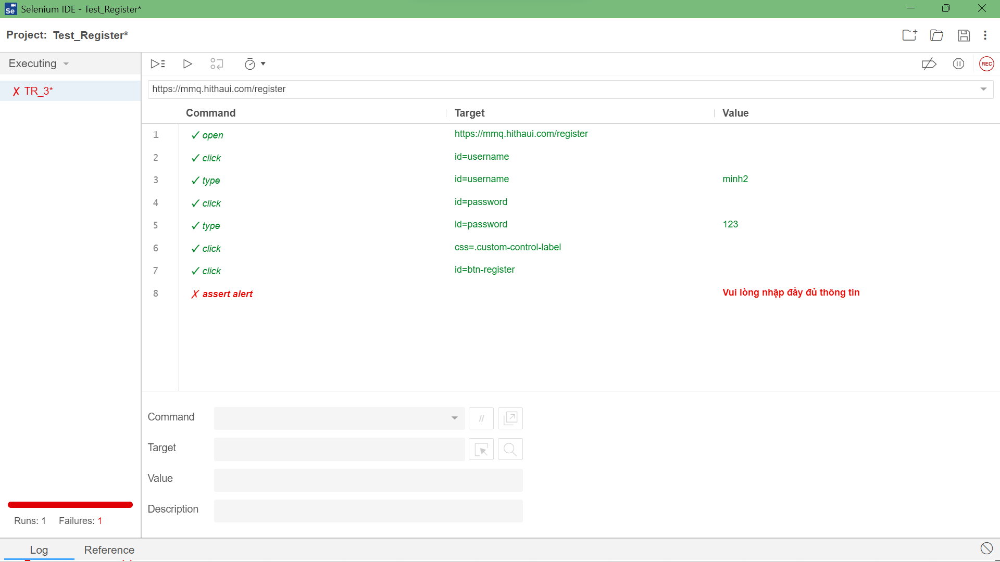 Se Selenium IDE - Test_Register*
Project: Test_Register*
Executing
REC
✗ TR_3*
https://mmq.hithaui.com/register
Command Target Value
1 ✓ open https://mmq.hithaui.com/register
2 ✓ click id=username
3 ✓ type id=username minh2
4 ✓ click id=password
5 ✓ type id=password 123
6 ✓ click css=.custom-control-label
7 ✓ click id=btn-register
8 ✗ assert alert Vui lòng nhập đầy đủ thông tin
Command //
Target
Value
Description
Runs: 1 Failures: 1
Log Reference